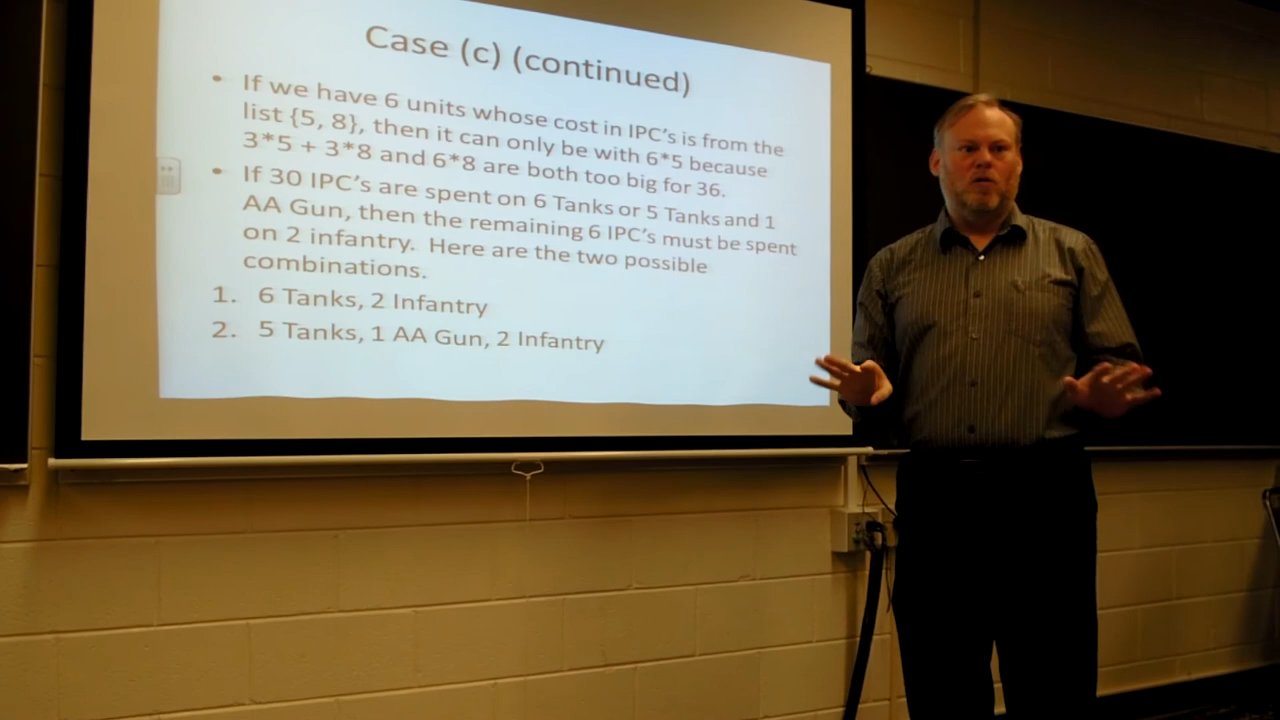 Case (c) (continued)
• If we have 6 units whose cost in IPC's is from the
list {5, 8}, then it can only be with 6*5 because
3*5 + 3*8 and 6*8 are both too big for 36.
• If 30 IPC's are spent on 6 Tanks or 5 Tanks and 1
AA Gun, then the remaining 6 IPC's must be spent
on 2 infantry. Here are the two possible
combinations.
1. 6 Tanks, 2 Infantry
2. 5 Tanks, 1 AA Gun, 2 Infantry